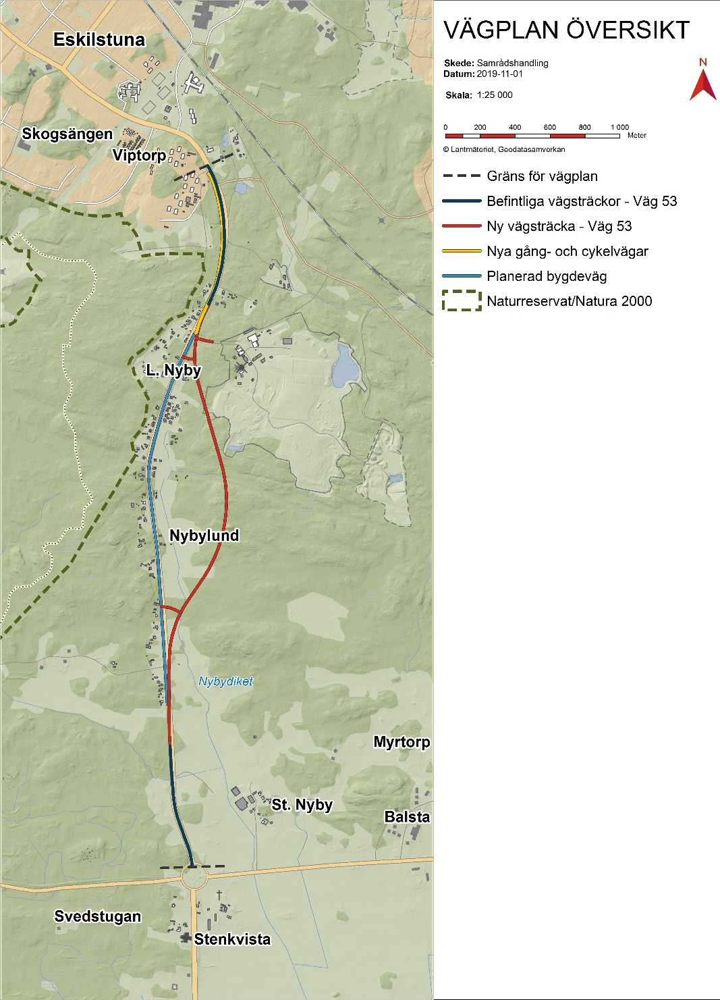 Eskilstuna
Skogsängen
Viptorp
L. Nyby
Nybylund
Nybydiket
Myrtorp
St. Nyby
Balsta
Svedstugan
Stenkvista
VÄGPLAN ÖVERSIKT
Skede: Samrådshandling
Datum: 2019-11-01
Skala: 1:25 000
N
0 200 400 600 800 1 000
Meter
© Lantmäteriet, Geodatasamverkan
Gräns för vägplan
Befintliga vägsträckor - Väg 53
Ny vägsträcka - Väg 53
Nya gång- och cykelvägar
Planerad bygdeväg
Naturreservat/Natura 2000